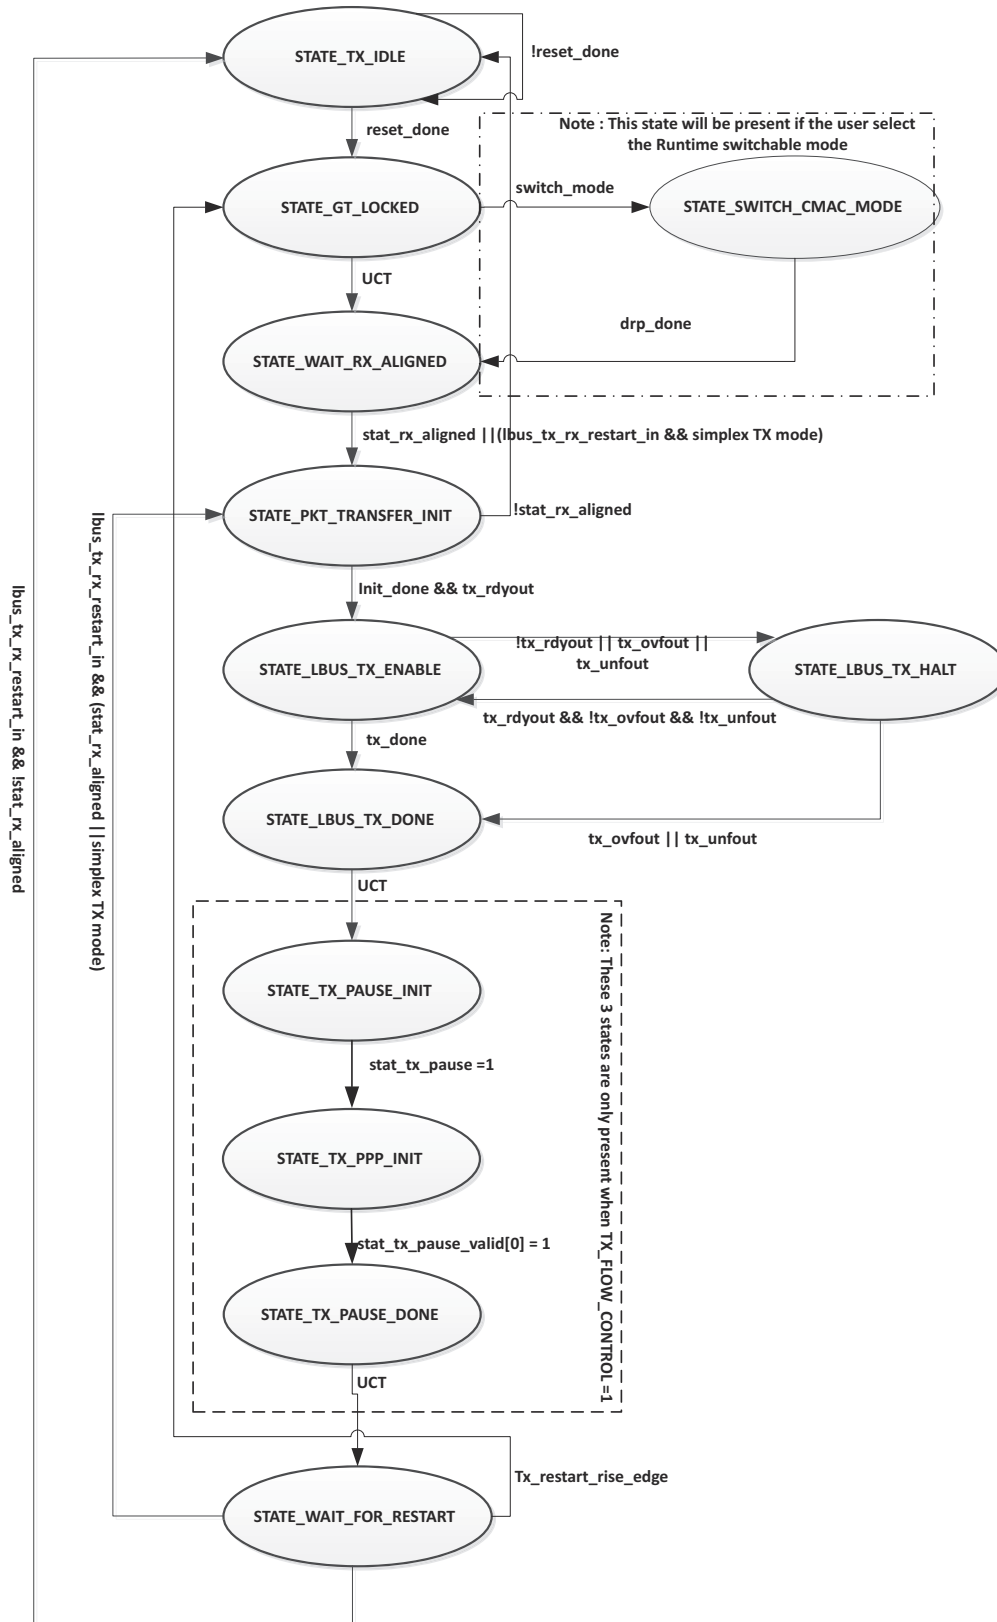 STATE_TX_IDLE
!reset_done
reset_done
Note : This state will be present if the user select
the Runtime switchable mode
STATE_GT_LOCKED
switch_mode
STATE_SWITCH_CMAC_MODE
UCT
drp_done
STATE_WAIT_RX_ALIGNED
stat_rx_aligned ||(lbus_tx_rx_restart_in && simplex TX mode)
STATE_PKT_TRANSFER_INIT
!stat_rx_aligned
Init_done && tx_rdyout
STATE_LBUS_TX_ENABLE
!tx_rdyout || tx_ovfout ||
tx_unfout
STATE_LBUS_TX_HALT
tx_rdyout && !tx_ovfout && !tx_unfout
tx_done
STATE_LBUS_TX_DONE
tx_ovfout || tx_unfout
UCT
lbus_tx_rx_restart_in && !stat_rx_aligned
lbus_tx_rx_restart_in && (stat_rx_aligned ||simplex TX mode)
STATE_TX_PAUSE_INIT
stat_tx_pause =1
STATE_TX_PPP_INIT
stat_tx_pause_valid[0] = 1
STATE_TX_PAUSE_DONE
Note: These 3 states are only present when TX_FLOW_CONTROL =1
UCT
Tx_restart_rise_edge
STATE_WAIT_FOR_RESTART